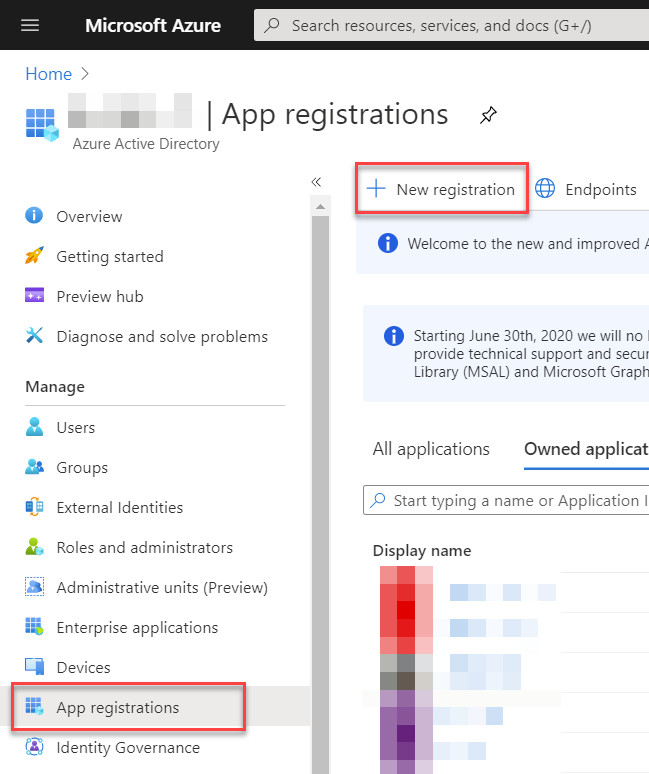 Microsoft Azure
Search resources, services, and docs (G+/)
Home
| App registrations
Azure Active Directory
«
Overview
Getting started
Preview hub
Diagnose and solve problems
Manage
Users
Groups
External Identities
Roles and administrators
Administrative units (Preview)
Enterprise applications
Devices
App registrations
Identity Governance
New registration
Endpoints
Welcome to the new and improved A
Starting June 30th, 2020 we will no
provide technical support and secur
Library (MSAL) and Microsoft Graph
All applications
Owned applicat
Start typing a name or Application I
Display name